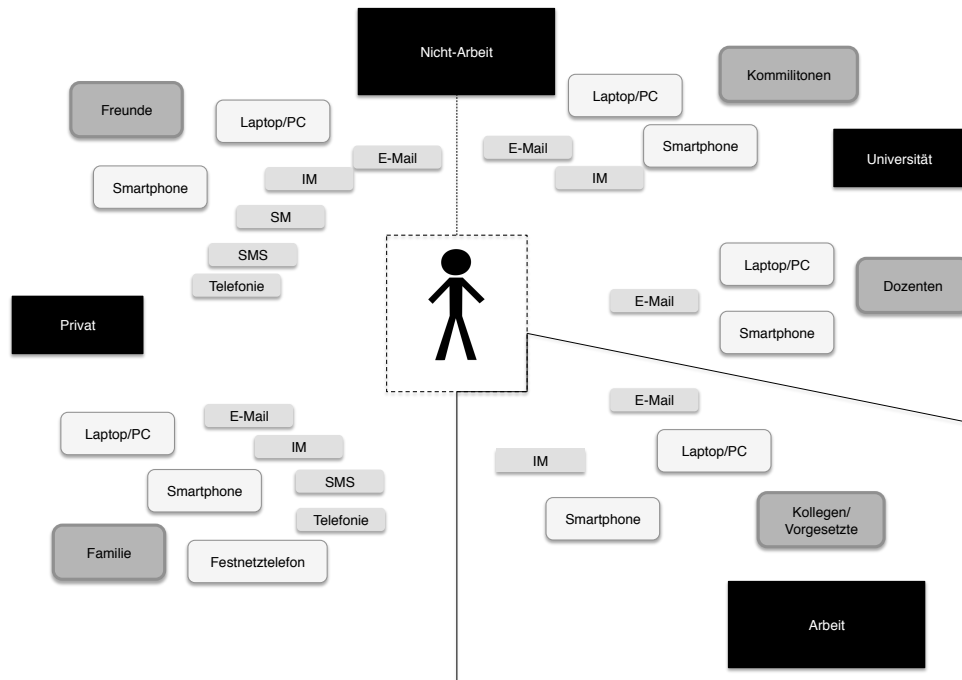 Nicht-Arbeit
Freunde
Laptop/PC
Smartphone
E-Mail
IM
SM
SMS
Telefonie
Laptop/PC
Kommilitonen
E-Mail
Smartphone
IM
Universität
Laptop/PC
Dozenten
E-Mail
Smartphone
Privat
Laptop/PC
E-Mail
IM
Smartphone
SMS
Telefonie
Familie
Festnetztelefon
E-Mail
Laptop/PC
IM
Smartphone
Kollegen/
Vorgesetzte
Arbeit